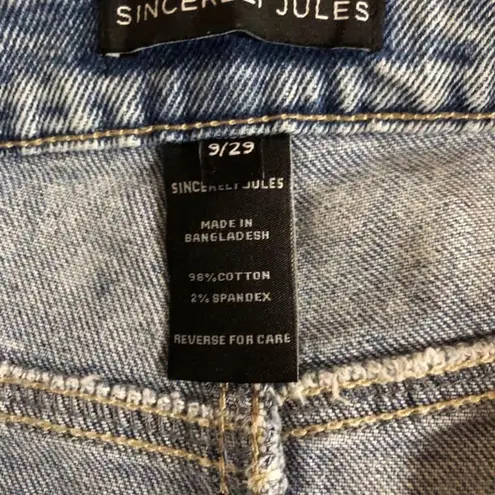 SINCERELY JULES
9/29
SINCERELY JULES
MADE IN
BANGLADESH
98% COTTON
2% SPANDEX
REVERSE FOR CARE